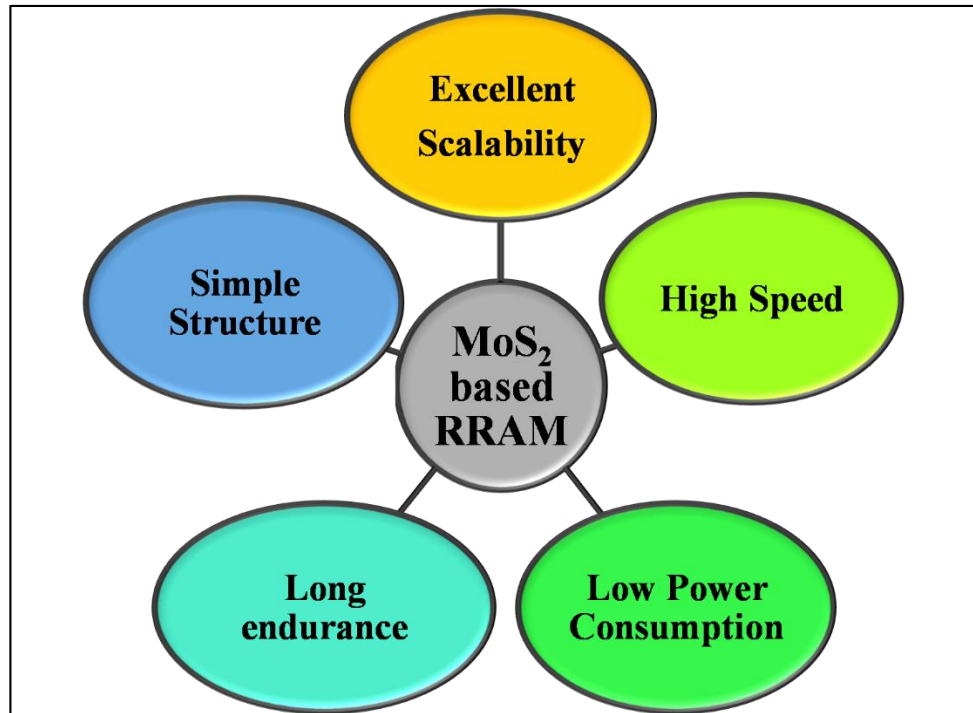 Excellent
Scalability
Simple
Structure
High Speed
MoS₂
based
RRAM
Long
endurance
Low Power
Consumption